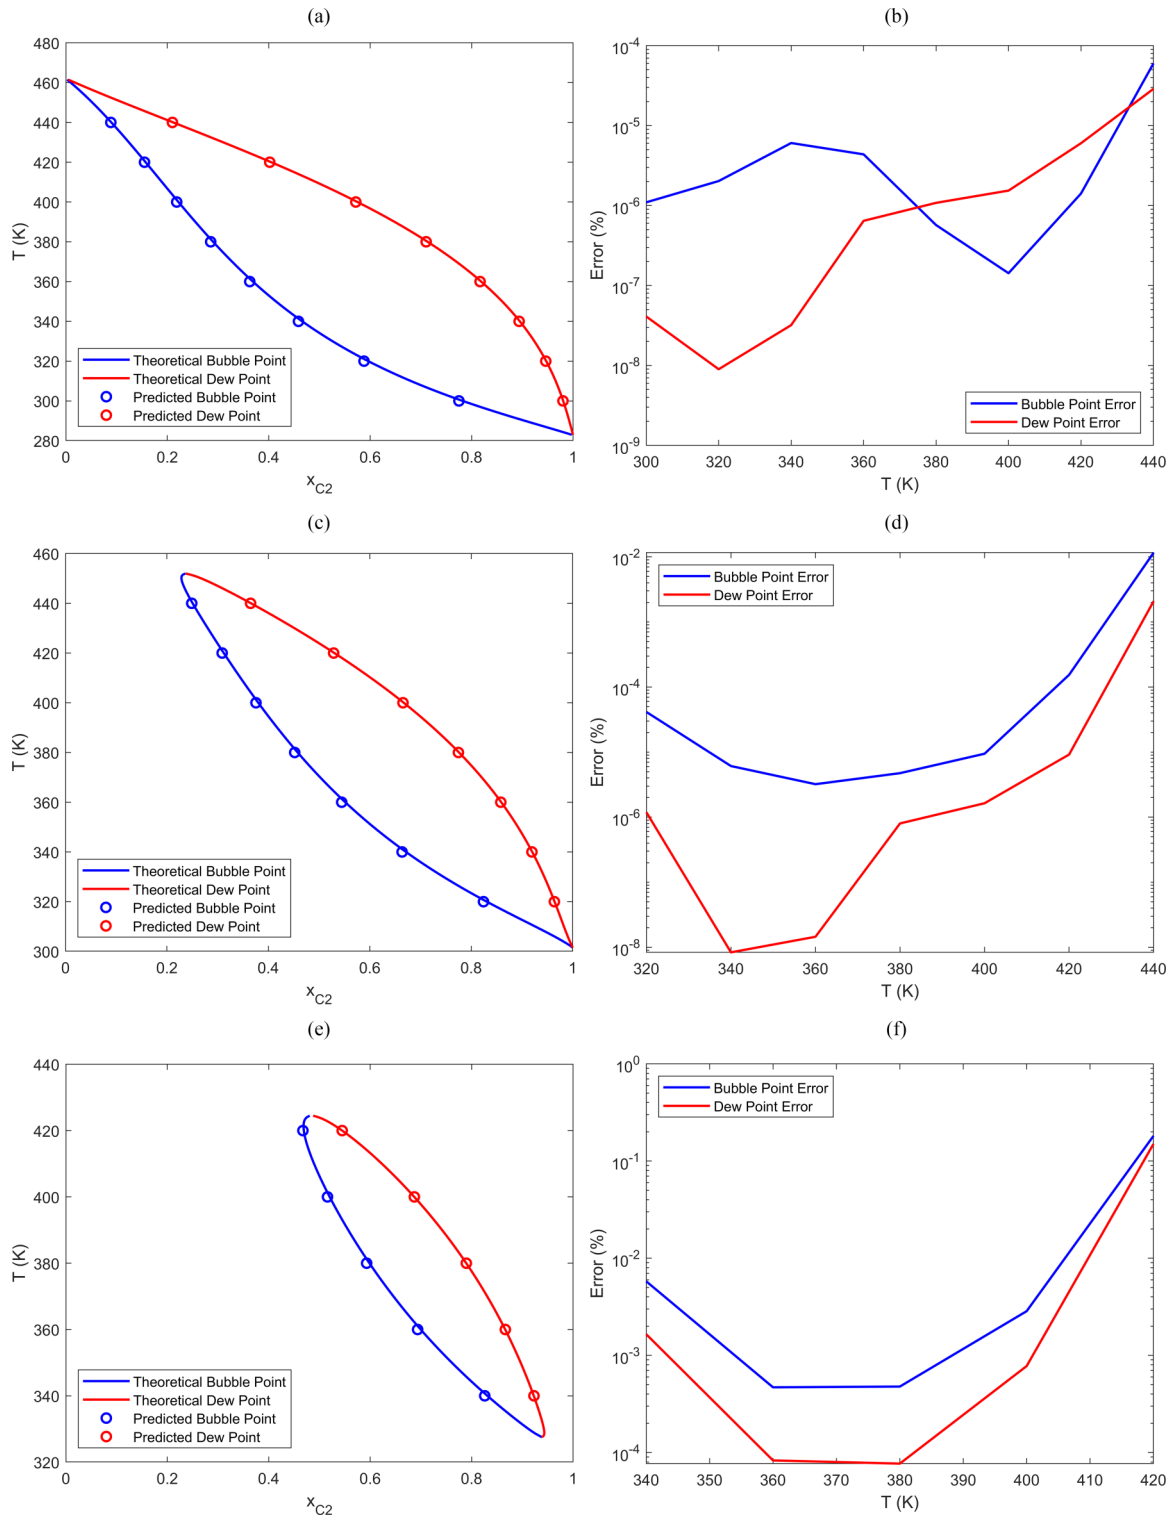 (a)
480
460
440
420
400
380
360
340
320
300
280
0
0.2
0.4
0.6
0.8
1
T (K)
x_C2
Theoretical Bubble Point
Theoretical Dew Point
Predicted Bubble Point
Predicted Dew Point
(b)
10^-4
10^-5
10^-6
10^-7
10^-8
10^-9
300
320
340
360
380
400
420
440
Error (%)
T (K)
Bubble Point Error
Dew Point Error
(c)
460
440
420
400
380
360
340
320
300
0
0.2
0.4
0.6
0.8
1
T (K)
x_C2
Theoretical Bubble Point
Theoretical Dew Point
Predicted Bubble Point
Predicted Dew Point
(d)
10^-2
10^-4
10^-6
10^-8
320
340
360
380
400
420
440
Error (%)
T (K)
Bubble Point Error
Dew Point Error
(e)
440
420
400
380
360
340
320
0
0.2
0.4
0.6
0.8
1
T (K)
x_C2
Theoretical Bubble Point
Theoretical Dew Point
Predicted Bubble Point
Predicted Dew Point
(f)
10^0
10^-1
10^-2
10^-3
10^-4
340
350
360
370
380
390
400
410
420
Error (%)
T (K)
Bubble Point Error
Dew Point Error